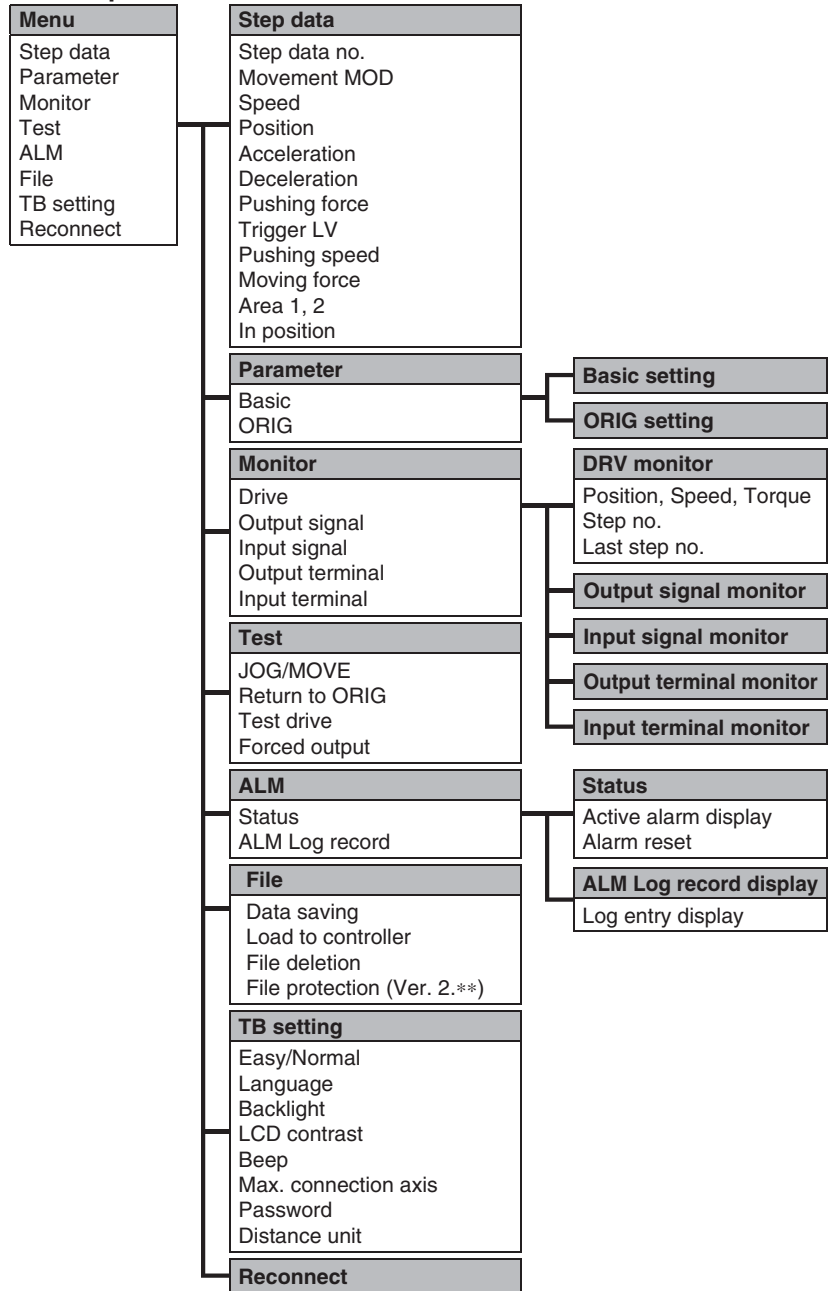 Menu
Step data
Parameter
Monitor
Test
ALM
File
TB setting
Reconnect
Step data
Step data no.
Movement MOD
Speed
Position
Acceleration
Deceleration
Pushing force
Trigger LV
Pushing speed
Moving force
Area 1, 2
In position
Parameter
Basic
ORIG
Basic setting
ORIG setting
Monitor
Drive
Output signal
Input signal
Output terminal
Input terminal
DRV monitor
Position, Speed, Torque
Step no.
Last step no.
Output signal monitor
Input signal monitor
Output terminal monitor
Input terminal monitor
Test
JOG/MOVE
Return to ORIG
Test drive
Forced output
ALM
Status
ALM Log record
Status
Active alarm display
Alarm reset
ALM Log record display
Log entry display
File
Data saving
Load to controller
File deletion
File protection (Ver. 2.∗∗)
TB setting
Easy/Normal
Language
Backlight
LCD contrast
Beep
Max. connection axis
Password
Distance unit
Reconnect